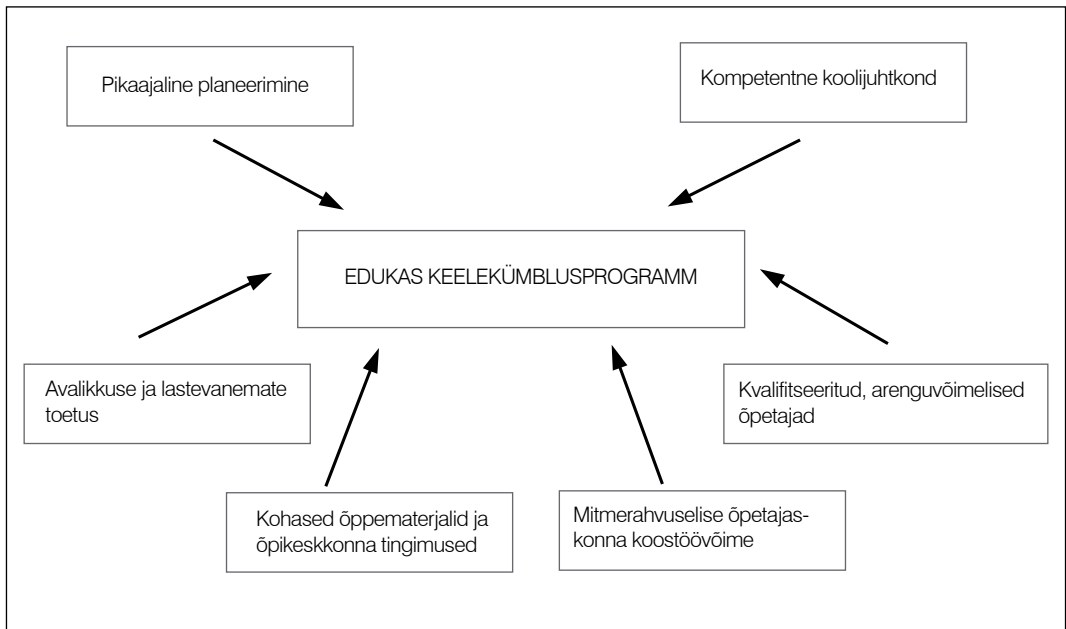 Pikaajaline planeerimine
Kompetentne koolijuhtkond
EDUKAS KEELEKÜMBLUSPROGRAMM
Avalikkuse ja lastevanemate
toetus
Kvalifitseeritud, arenguvõimelised
õpetajad
Kohased õppematerjalid ja
õpikeskkonna tingimused
Mitmerahvuselise õpetajas-
konna koostöövõime